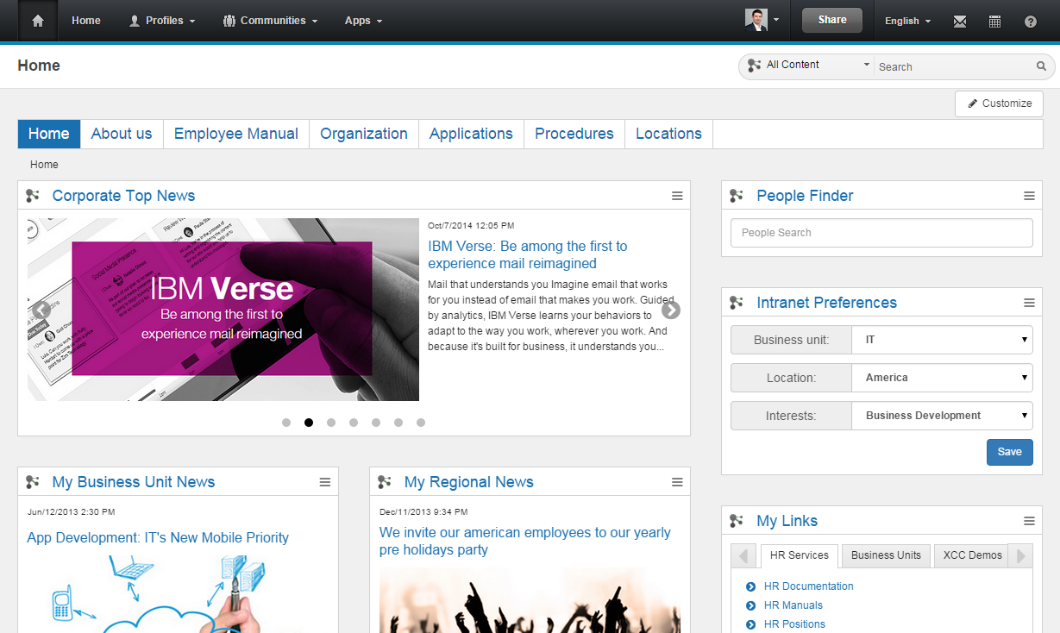 Home
Profiles
Communities
Apps
Share
English
Home
All Content
Search
Customize
Home
About us
Employee Manual
Organization
Applications
Procedures
Locations
Home
Corporate Top News
IBM Verse
Be among the first to
experience mail reimagined
Oct/7/2014 12:05 PM
IBM Verse: Be among the first to
experience mail reimagined
Mail that understands you Imagine email that works
for you instead of email that makes you work. Guided
by analytics, IBM Verse learns your behaviors to
adapt to the way you work, wherever you work. And
because it's built for business, it understands you...
People Finder
People Search
Intranet Preferences
Business unit:
IT
Location:
America
Interests:
Business Development
Save
My Business Unit News
Jun/12/2013 2:30 PM
App Development: IT's New Mobile Priority
My Regional News
Dec/11/2013 9:34 PM
We invite our american employees to our yearly
pre holidays party
My Links
HR Services
Business Units
XCC Demos
HR Documentation
HR Manuals
HR Positions